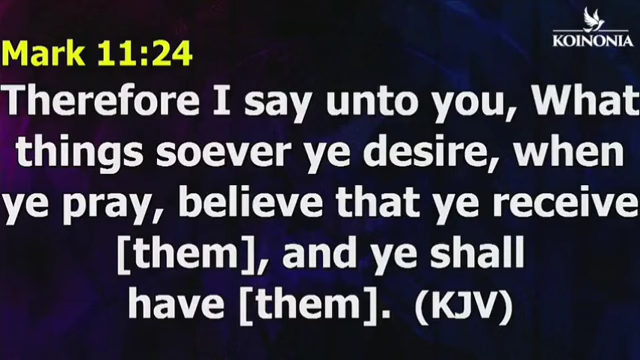 KOINONIA
Mark 11:24
Therefore I say unto you, What
things soever ye desire, when
ye pray, believe that ye receive
[them], and ye shall
have [them]. (KJV)